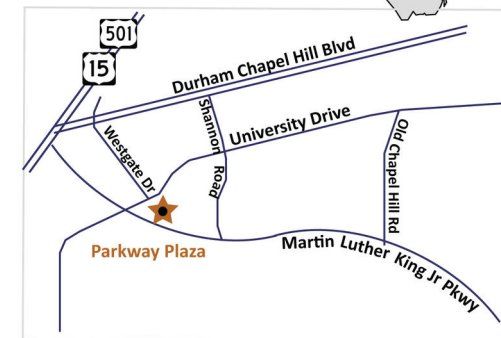 501
15
Durham Chapel Hill Blvd
Shannon Road
University Drive
Westgate Dr
Old Chapel Hill Rd
Parkway Plaza
Martin Luther King Jr Pkwy